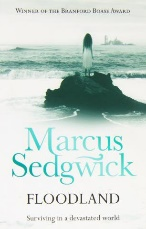 WINNER OF THE BRANFORD BOASE AWARD
Marcus
Sedgwick
FLOODLAND
Surviving in a devastated world